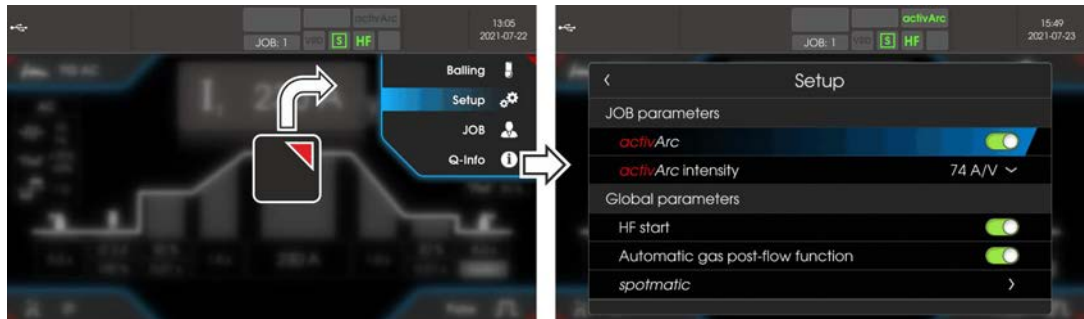 activArc
13:05
JOB: 1 VRD S HF
2021-07-22
Balling
Setup
JOB
Q-Info
activArc
15:49
JOB: 1 VRD S HF
2021-07-23
Setup
JOB parameters
activArc
activArc intensity 74 A/V
Global parameters
HF start
Automatic gas post-flow function
spotmatic